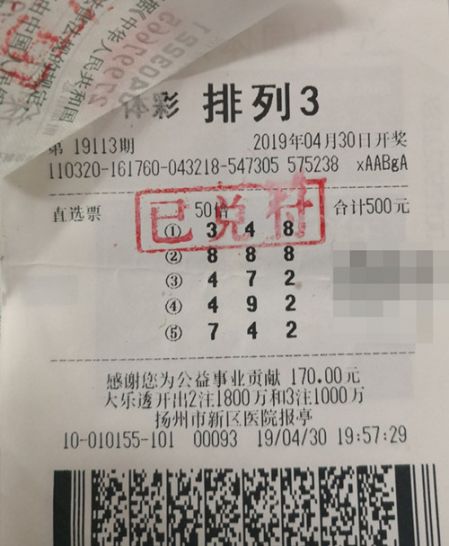 体彩 排列3
第 19113期 2019年04月30日开奖
110320-161760-043218-547305 575238 xAABgA
直选票 50倍 合计500元
已兑付
① 3 4 8
② 8 8 8
③ 4 7 2
④ 4 9 2
⑤ 7 4 2
感谢您为公益事业贡献 170.00元
大乐透开出2注1800万和3注1000万
扬州市新区医院报亭
10-010155-101 00093 19/04/30 19:57:29